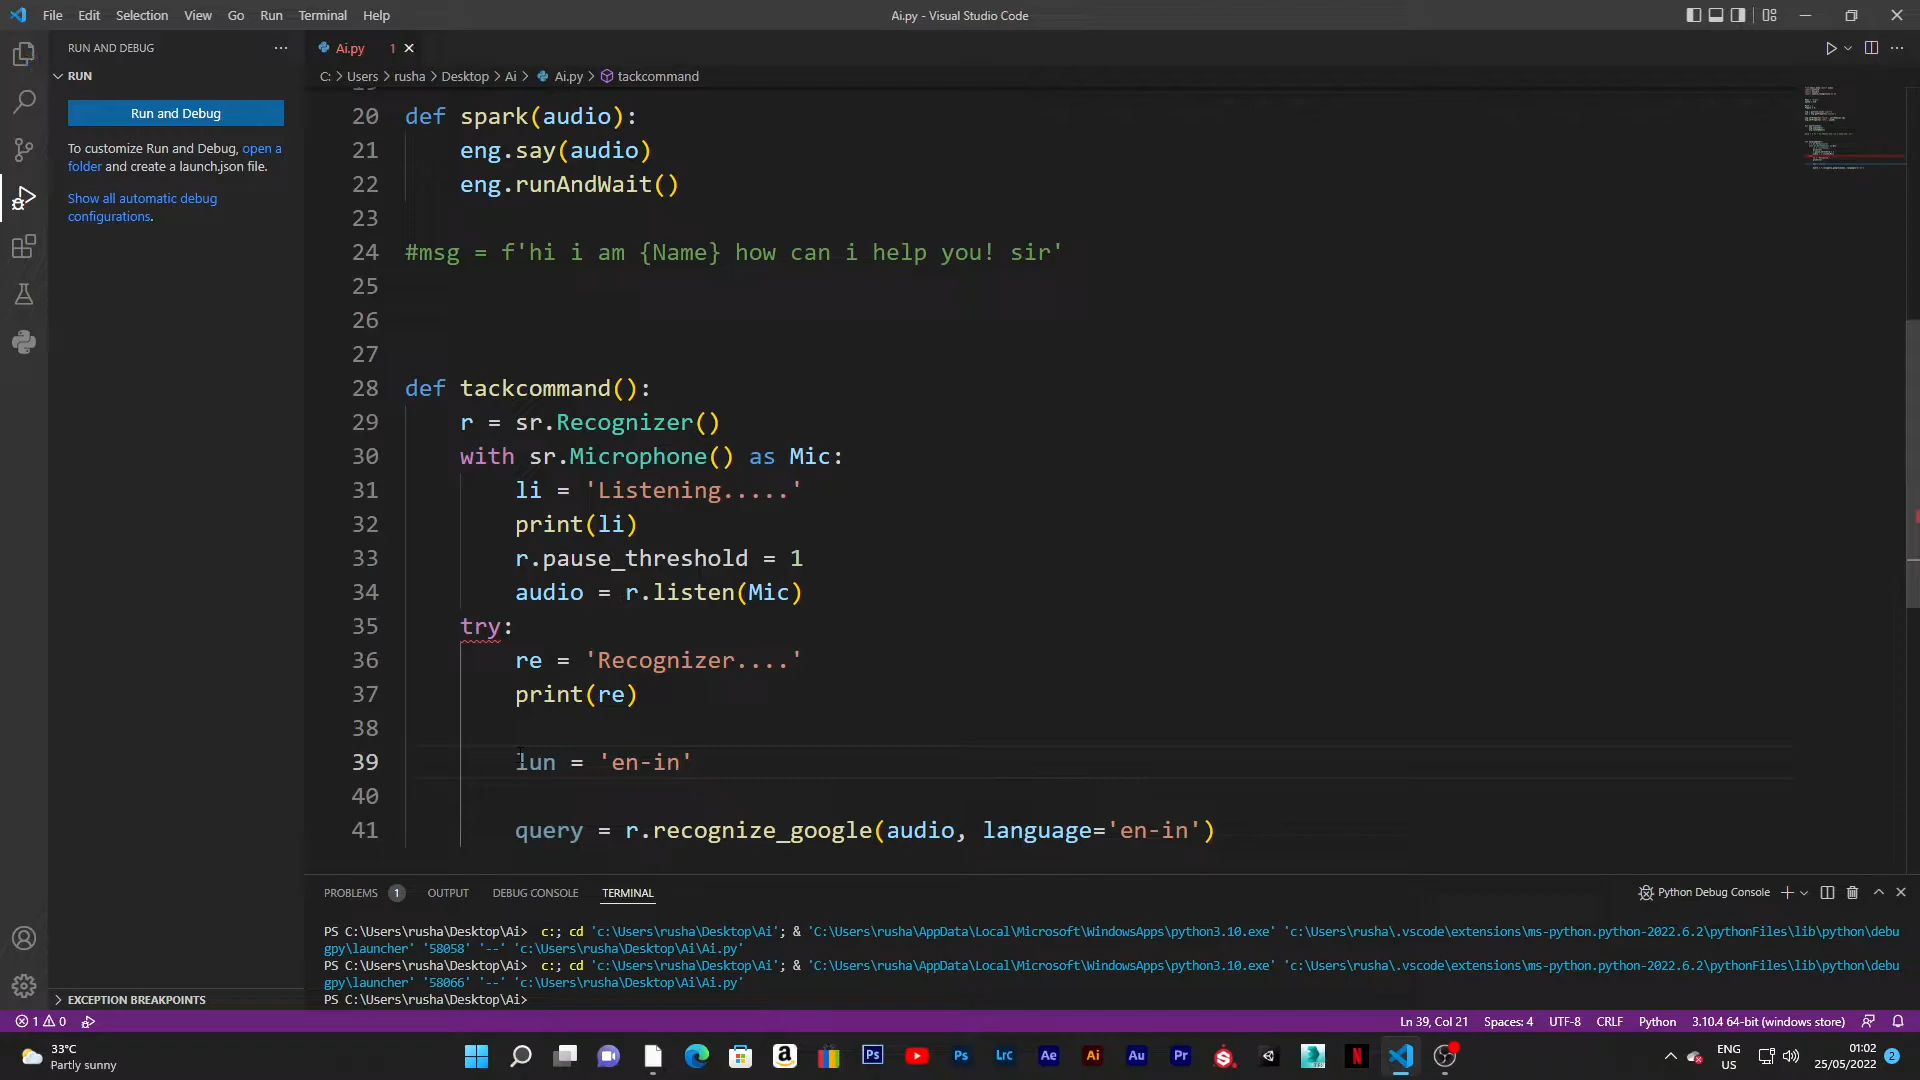 File Edit Selection View Go Run Terminal Help
Ai.py - Visual Studio Code
RUN AND DEBUG
Ai.py 1
RUN
C: > Users > rusha > Desktop > Ai > Ai.py > tackcommand
Run and Debug
To customize Run and Debug, open a
folder and create a launch.json file.
Show all automatic debug
configurations.
20 def spark(audio):
21 eng.say(audio)
22 eng.runAndWait()
23
24 #msg = f'hi i am {Name} how can i help you! sir'
25
26
27
28 def tackcommand():
29 r = sr.Recognizer()
30 with sr.Microphone() as Mic:
31 li = 'Listening.....'
32 print(li)
33 r.pause_threshold = 1
34 audio = r.listen(Mic)
35 try:
36 re = 'Recognizer....'
37 print(re)
38
39 lun = 'en-in'
40
41 query = r.recognize_google(audio, language='en-in')
PROBLEMS 1 OUTPUT DEBUG CONSOLE TERMINAL
Python Debug Console
PS C:\Users\rusha\Desktop\Ai> c:; cd 'c:\Users\rusha\Desktop\Ai'; & 'C:\Users\rusha\AppData\Local\Microsoft\WindowsApps\python3.10.exe' 'c:\Users\rusha\.vscode\extensions\ms-python.python-2022.6.2\pythonFiles\lib\python\debu
gpy\launcher' '58058' '--' 'c:\Users\rusha\Desktop\Ai\Ai.py'
PS C:\Users\rusha\Desktop\Ai> c:; cd 'c:\Users\rusha\Desktop\Ai'; & 'C:\Users\rusha\AppData\Local\Microsoft\WindowsApps\python3.10.exe' 'c:\Users\rusha\.vscode\extensions\ms-python.python-2022.6.2\pythonFiles\lib\python\debu
gpy\launcher' '58066' '--' 'c:\Users\rusha\Desktop\Ai\Ai.py'
PS C:\Users\rusha\Desktop\Ai>
EXCEPTION BREAKPOINTS
1 0
Ln 39, Col 21 Spaces: 4 UTF-8 CRLF Python 3.10.4 64-bit (windows store)
33°C
Partly sunny
Ps Ps Lrc Ae Ai Au Pr
ENG
US
01:02
25/05/2022
2